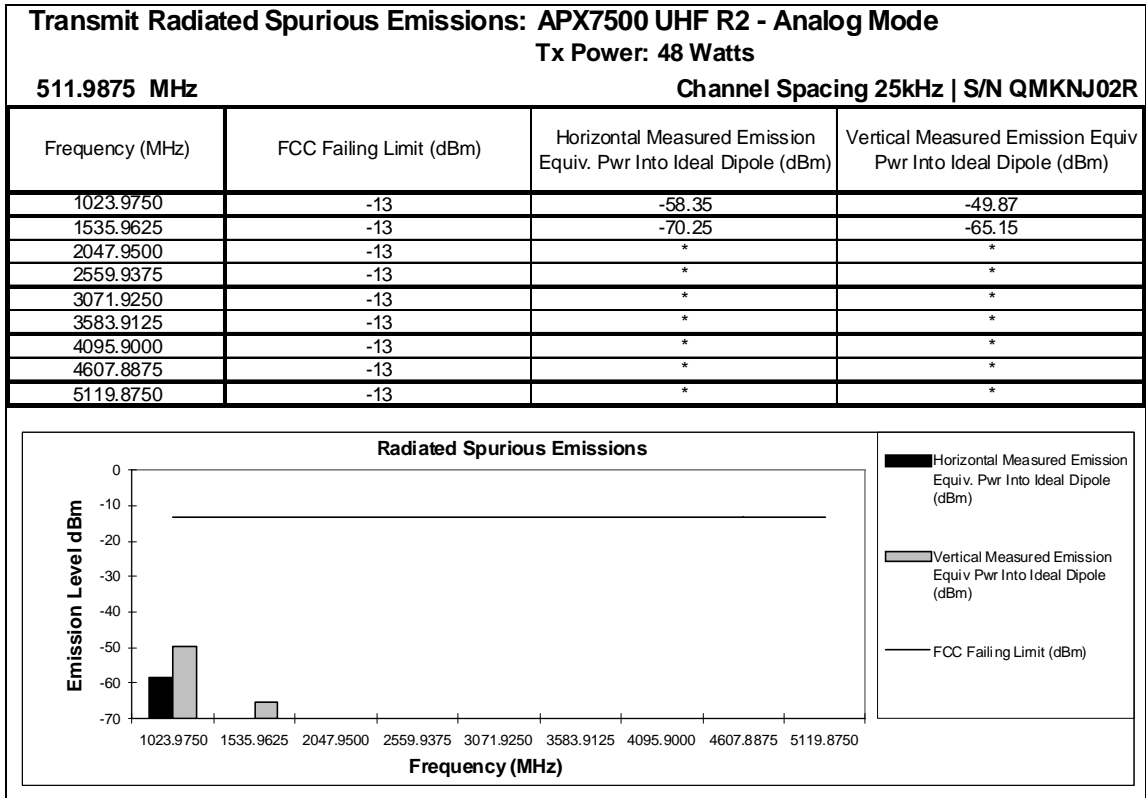 Transmit Radiated Spurious Emissions: APX7500 UHF R2 - Analog Mode
Tx Power: 48 Watts
511.9875 MHz Channel Spacing 25kHz | S/N QMKNJ02R
Frequency (MHz) FCC Failing Limit (dBm) Horizontal Measured Emission Equiv. Pwr Into Ideal Dipole (dBm) Vertical Measured Emission Equiv Pwr Into Ideal Dipole (dBm)
1023.9750 -13 -58.35 -49.87
1535.9625 -13 -70.25 -65.15
2047.9500 -13 * *
2559.9375 -13 * *
3071.9250 -13 * *
3583.9125 -13 * *
4095.9000 -13 * *
4607.8875 -13 * *
5119.8750 -13 * *
Radiated Spurious Emissions
Emission Level dBm
0
-10
-20
-30
-40
-50
-60
-70
1023.9750 1535.9625 2047.9500 2559.9375 3071.9250 3583.9125 4095.9000 4607.8875 5119.8750
Frequency (MHz)
Horizontal Measured Emission
Equiv. Pwr Into Ideal Dipole
(dBm)
Vertical Measured Emission
Equiv Pwr Into Ideal Dipole
(dBm)
FCC Failing Limit (dBm)